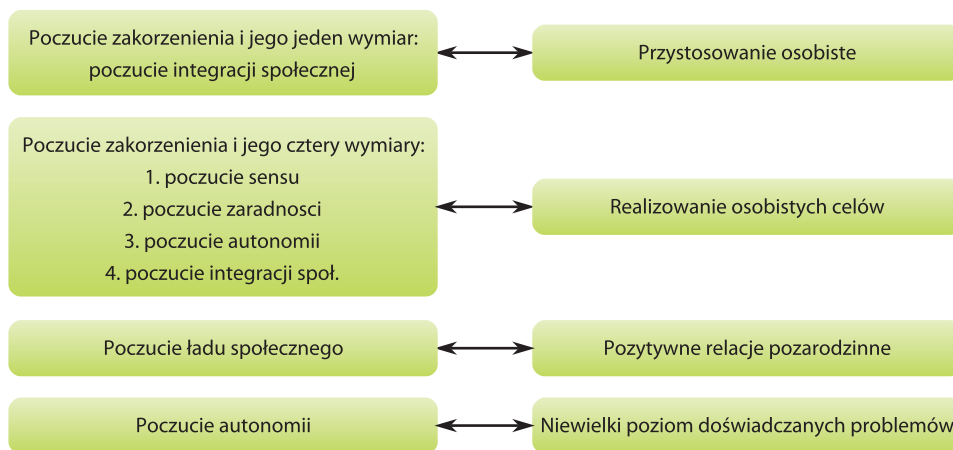 Poczucie zakorzenienia i jego jeden wymiar:
poczucie integracji społecznej
Przystosowanie osobiste
Poczucie zakorzenienia i jego cztery wymiary:
1. poczucie sensu
2. poczucie zaradnosci
3. poczucie autonomii
4. poczucie integracji społ.
Realizowanie osobistych celów
Poczucie ładu społecznego
Pozytywne relacje pozarodzinne
Poczucie autonomii
Niewielki poziom doświadczanych problemów